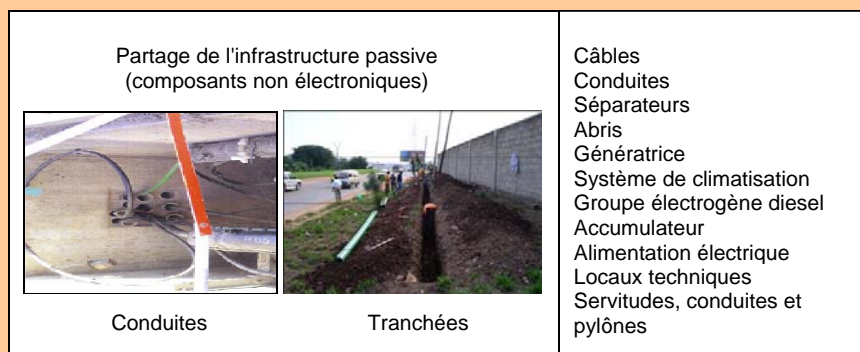 Partage de l'infrastructure passive
(composants non électroniques)
Conduites
Tranchées
Câbles
Conduites
Séparateurs
Abris
Génératrice
Système de climatisation
Groupe électrogène diesel
Accumulateur
Alimentation électrique
Locaux techniques
Servitudes, conduites et
pylônes